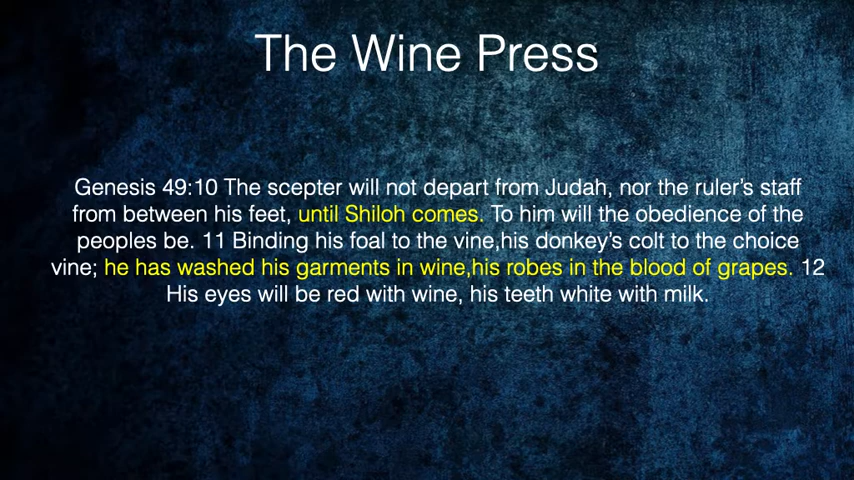 The Wine Press
Genesis 49:10 The scepter will not depart from Judah, nor the ruler’s staff
from between his feet, until Shiloh comes. To him will the obedience of the
peoples be. 11 Binding his foal to the vine,his donkey’s colt to the choice
vine; he has washed his garments in wine,his robes in the blood of grapes. 12
His eyes will be red with wine, his teeth white with milk.